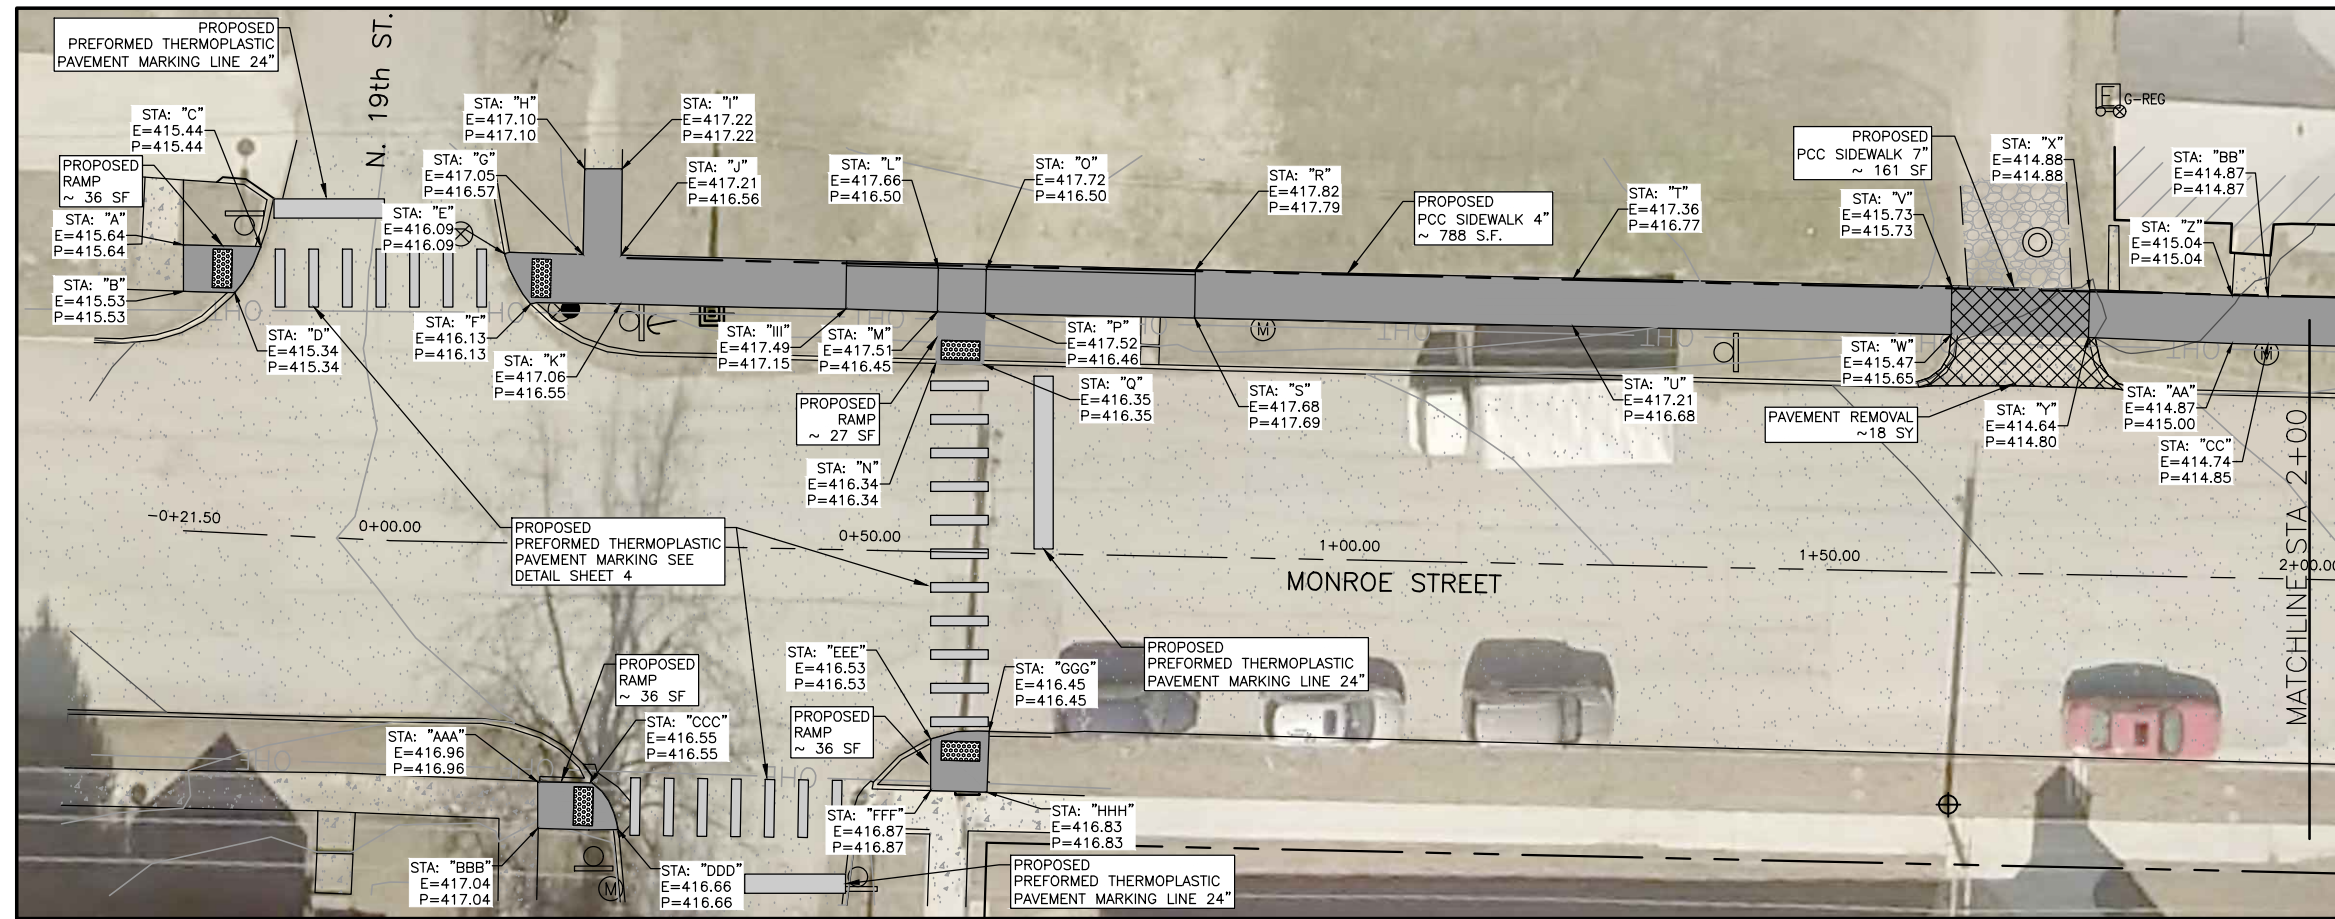 PROPOSED
PREFORMED THERMOPLASTIC
PAVEMENT MARKING LINE 24"
N. 19th ST.
STA: "C"
E=415.44
P=415.44
PROPOSED
RAMP
~ 36 SF
STA: "A"
E=415.64
P=415.64
STA: "B"
E=415.53
P=415.53
STA: "D"
E=415.34
P=415.34
STA: "E"
E=416.09
P=416.09
STA: "F"
E=416.13
P=416.13
STA: "G"
E=417.05
P=416.57
STA: "H"
E=417.10
P=417.10
STA: "I"
E=417.22
P=417.22
STA: "J"
E=417.21
P=416.56
STA: "K"
E=417.06
P=416.55
STA: "L"
E=417.66
P=416.50
STA: "O"
E=417.72
P=416.50
STA: "III"
E=417.49
P=417.15
STA: "M"
E=417.51
P=416.45
STA: "P"
E=417.52
P=416.46
PROPOSED
RAMP
~ 27 SF
STA: "N"
E=416.34
P=416.34
STA: "Q"
E=416.35
P=416.35
STA: "R"
E=417.82
P=417.79
STA: "S"
E=417.68
P=417.69
PROPOSED
PCC SIDEWALK 4"
~ 788 S.F.
STA: "T"
E=417.36
P=416.77
STA: "U"
E=417.21
P=416.68
PROPOSED
PCC SIDEWALK 7"
~ 161 SF
STA: "V"
E=415.73
P=415.73
STA: "X"
E=414.88
P=414.88
STA: "W"
E=415.47
P=415.65
PAVEMENT REMOVAL
~18 SY
STA: "Y"
E=414.64
P=414.80
G-REG
E
STA: "BB"
E=414.87
P=414.87
STA: "Z"
E=415.04
P=415.04
STA: "AA"
E=414.87
P=415.00
STA: "CC"
E=414.74
P=414.85
OHL
OHL
OHL
OHL
OHL
OHL
OHL
OHL
OHL
OHL
M
M
M
-0+21.50
0+00.00
0+50.00
1+00.00
1+50.00
2+00.00
MONROE STREET
MATCHLINE STA 2+00
PROPOSED
PREFORMED THERMOPLASTIC
PAVEMENT MARKING SEE
DETAIL SHEET 4
PROPOSED
PREFORMED THERMOPLASTIC
PAVEMENT MARKING LINE 24"
PROPOSED
RAMP
~ 36 SF
STA: "AAA"
E=416.96
P=416.96
STA: "CCC"
E=416.55
P=416.55
STA: "BBB"
E=417.04
P=417.04
STA: "DDD"
E=416.66
P=416.66
STA: "EEE"
E=416.53
P=416.53
PROPOSED
RAMP
~ 36 SF
STA: "GGG"
E=416.45
P=416.45
STA: "FFF"
E=416.87
P=416.87
STA: "HHH"
E=416.83
P=416.83
PROPOSED
PREFORMED THERMOPLASTIC
PAVEMENT MARKING LINE 24"